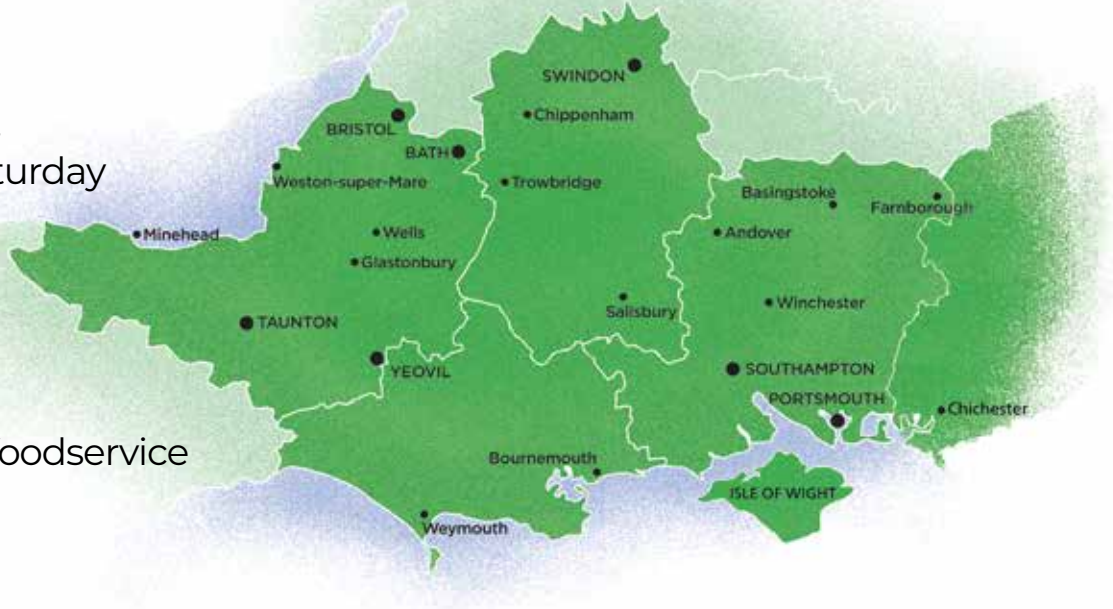 SWINDON
Chippenham
BRISTOL
BATH
turday
Weston-super-Mare
Trowbridge
Basingstoke
Farnborough
Minehead
Wells
Andover
Glastonbury
Winchester
Salisbury
TAUNTON
YEOVIL
SOUTHAMPTON
PORTSMOUTH
Chichester
oodservice
Bournemouth
ISLE OF WIGHT
Weymouth